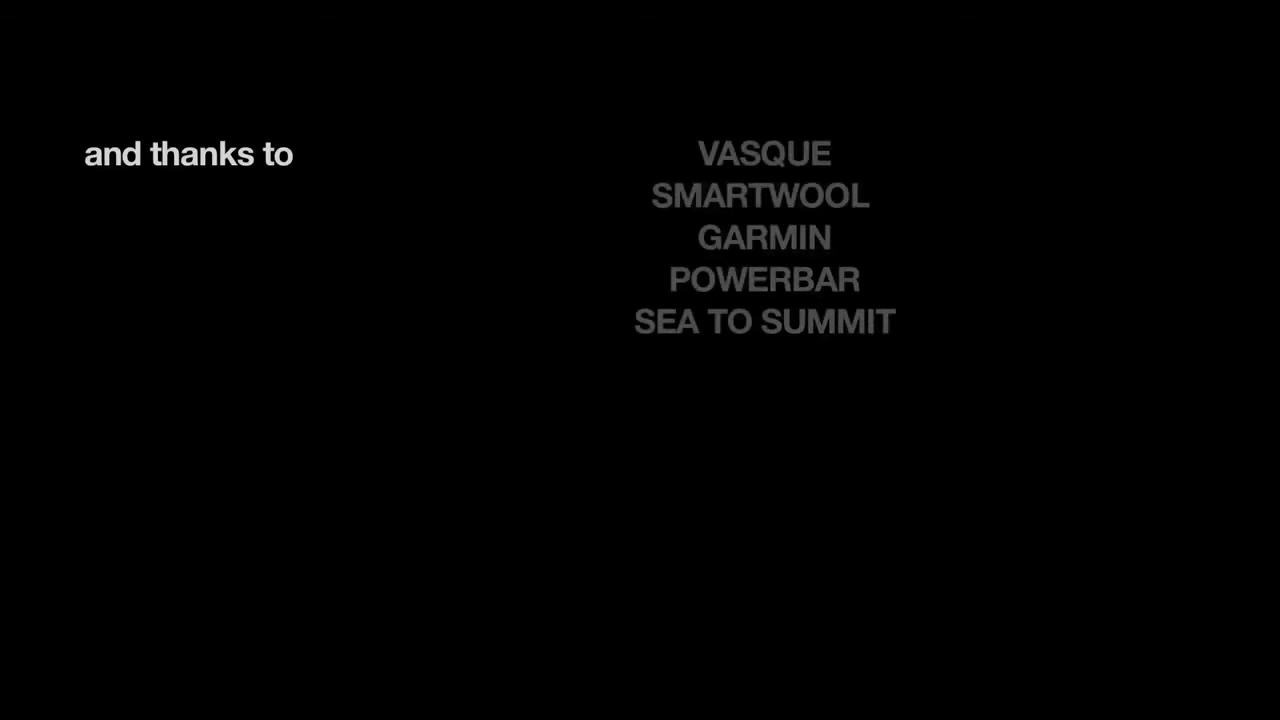 and thanks to
VASQUE
SMARTWOOL
GARMIN
POWERBAR
SEA TO SUMMIT